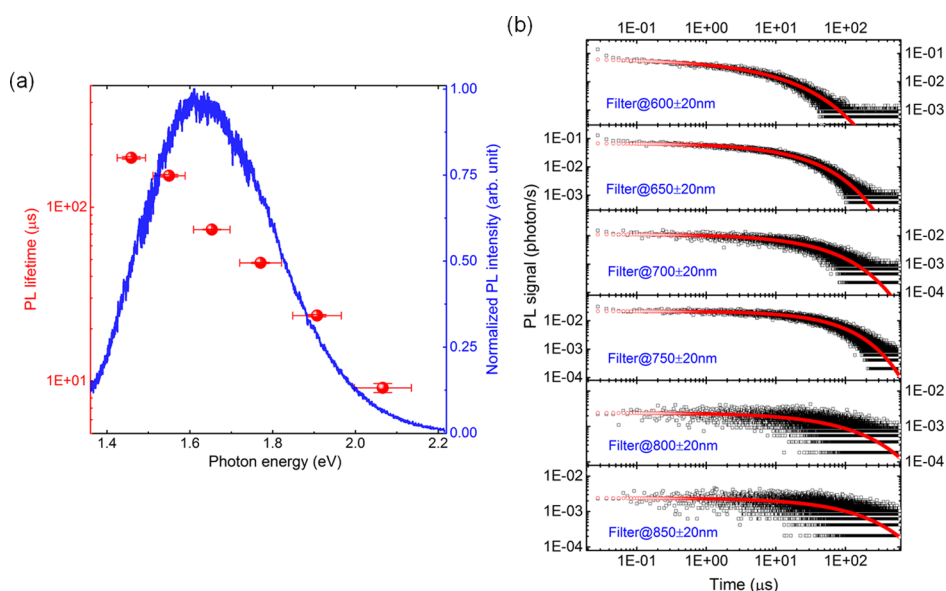 (a)
PL lifetime (µs)
1E+02
1E+01
1.4 1.6 1.8 2.0 2.2
Photon energy (eV)
1.00
0.75
0.50
0.25
0.00
Normalized PL intensity (arb. unit)
(b)
1E-01 1E+00 1E+01 1E+02
PL signal (photon/s)
Filter@600±20nm
1E-01
1E-02
1E-03
1E-01
1E-02
1E-03
Filter@650±20nm
Filter@700±20nm
1E-02
1E-03
1E-04
1E-02
1E-03
1E-04
Filter@750±20nm
Filter@800±20nm
1E-02
1E-03
1E-04
1E-02
1E-03
1E-04
Filter@850±20nm
1E-01 1E+00 1E+01 1E+02
Time (µs)